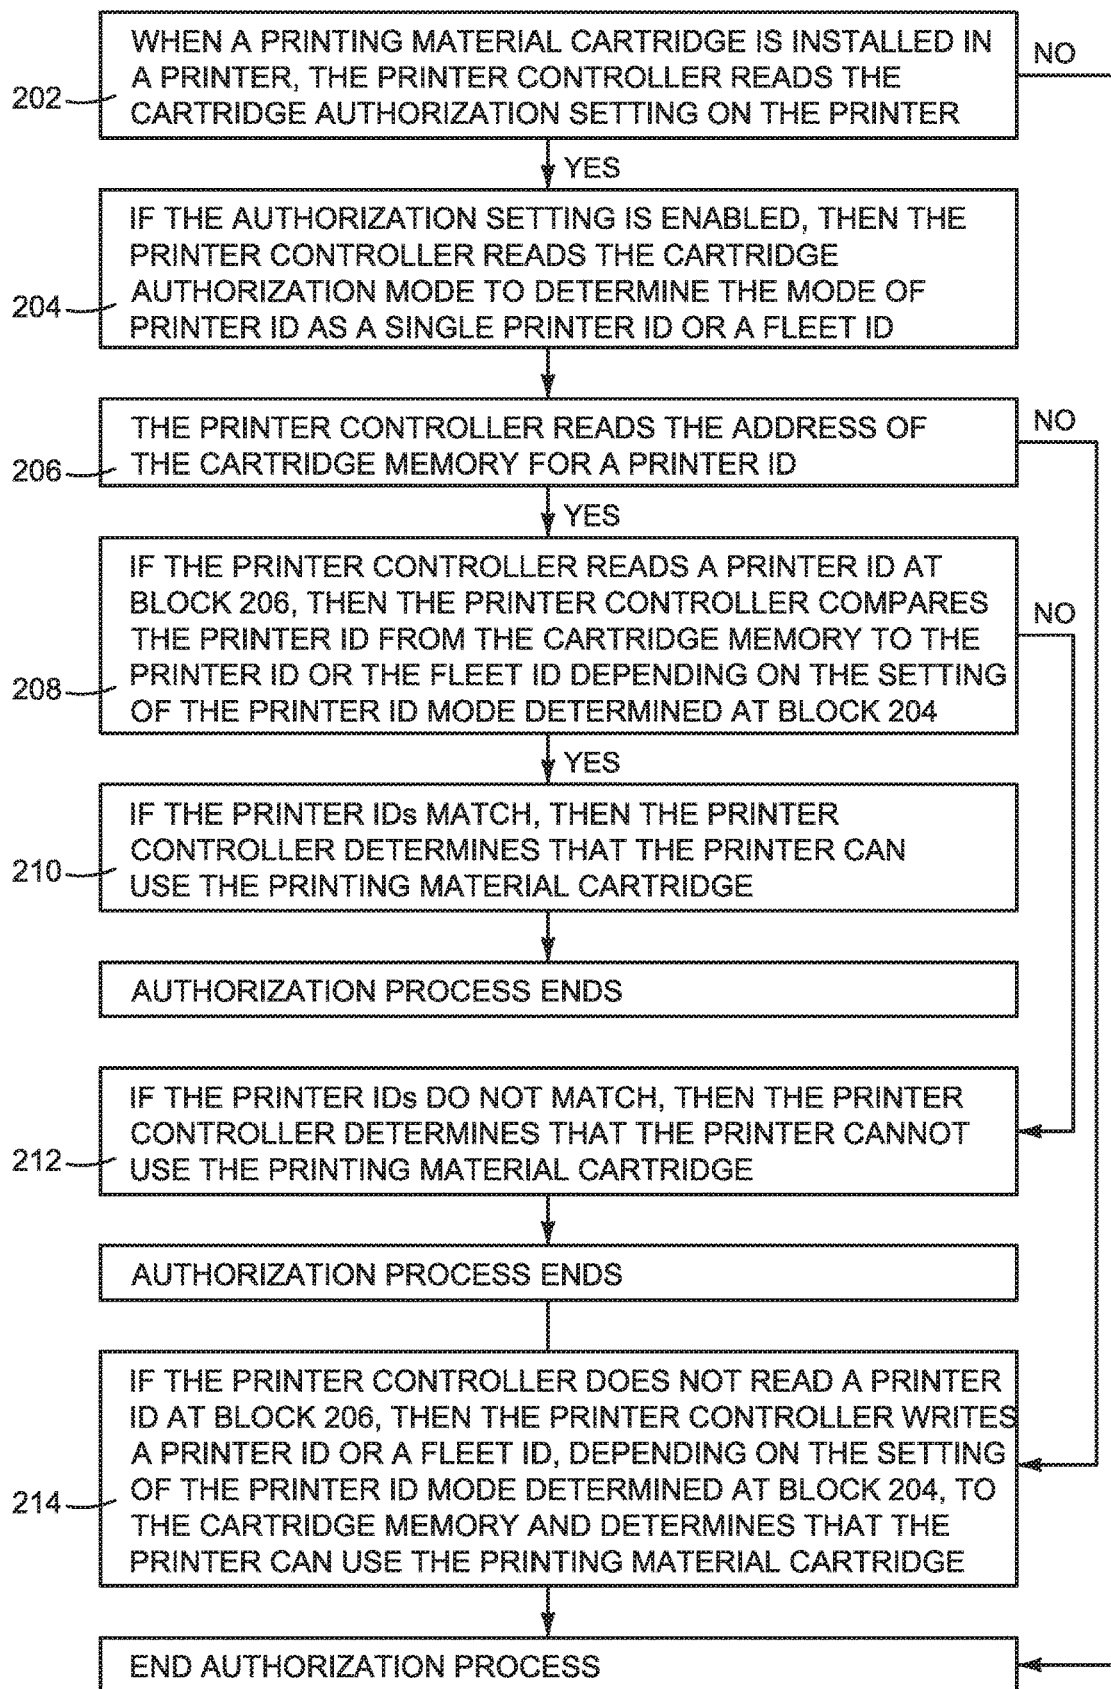 WHEN A PRINTING MATERIAL CARTRIDGE IS INSTALLED IN
A PRINTER, THE PRINTER CONTROLLER READS THE
CARTRIDGE AUTHORIZATION SETTING ON THE PRINTER
202
NO
YES
IF THE AUTHORIZATION SETTING IS ENABLED, THEN THE
PRINTER CONTROLLER READS THE CARTRIDGE
AUTHORIZATION MODE TO DETERMINE THE MODE OF
PRINTER ID AS A SINGLE PRINTER ID OR A FLEET ID
204
THE PRINTER CONTROLLER READS THE ADDRESS OF
THE CARTRIDGE MEMORY FOR A PRINTER ID
206
NO
YES
IF THE PRINTER CONTROLLER READS A PRINTER ID AT
BLOCK 206, THEN THE PRINTER CONTROLLER COMPARES
THE PRINTER ID FROM THE CARTRIDGE MEMORY TO THE
PRINTER ID OR THE FLEET ID DEPENDING ON THE SETTING
OF THE PRINTER ID MODE DETERMINED AT BLOCK 204
208
NO
YES
IF THE PRINTER IDs MATCH, THEN THE PRINTER
CONTROLLER DETERMINES THAT THE PRINTER CAN
USE THE PRINTING MATERIAL CARTRIDGE
210
AUTHORIZATION PROCESS ENDS
IF THE PRINTER IDs DO NOT MATCH, THEN THE PRINTER
CONTROLLER DETERMINES THAT THE PRINTER CANNOT
USE THE PRINTING MATERIAL CARTRIDGE
212
AUTHORIZATION PROCESS ENDS
IF THE PRINTER CONTROLLER DOES NOT READ A PRINTER
ID AT BLOCK 206, THEN THE PRINTER CONTROLLER WRITES
A PRINTER ID OR A FLEET ID, DEPENDING ON THE SETTING
OF THE PRINTER ID MODE DETERMINED AT BLOCK 204, TO
THE CARTRIDGE MEMORY AND DETERMINES THAT THE
PRINTER CAN USE THE PRINTING MATERIAL CARTRIDGE
214
END AUTHORIZATION PROCESS